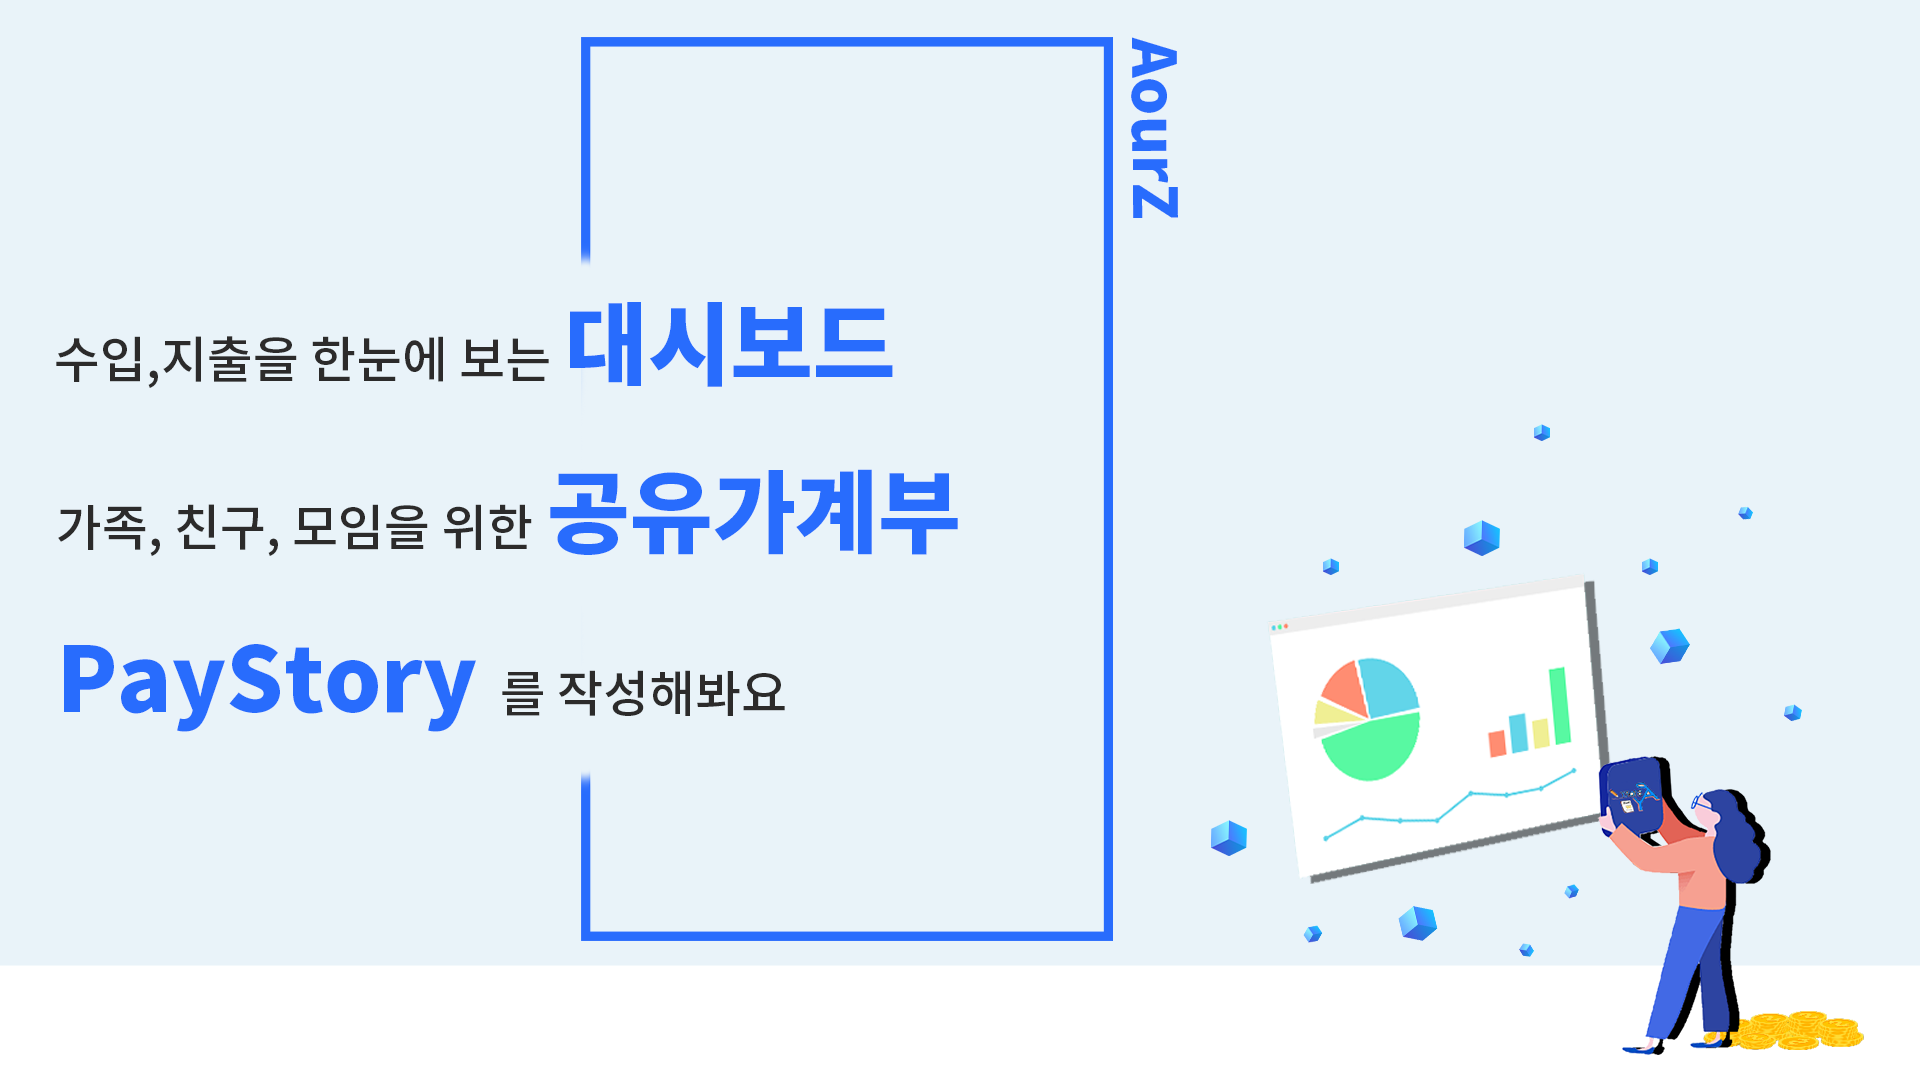 AourZ
수입,지출을 한눈에 보는 대시보드
가족, 친구, 모임을 위한 공유가계부
PayStory 를 작성해봐요